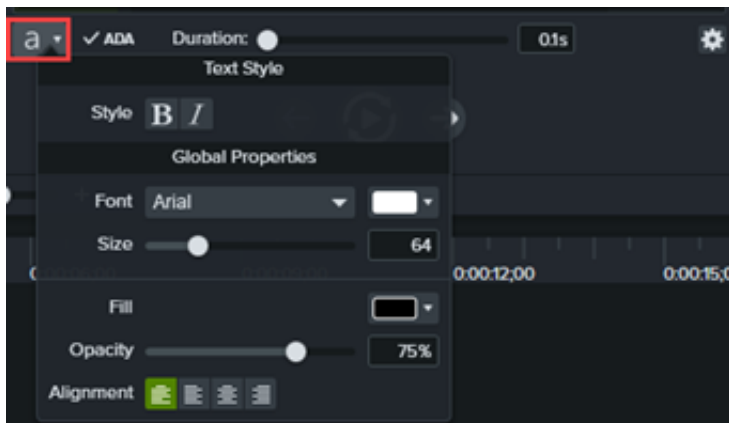 a ADA Duration: 0.1s
Text Style
Style B I
Global Properties
Font Arial
Size 64
0:00:12;00 0:00:15;0
Fill
Opacity 75%
Alignment